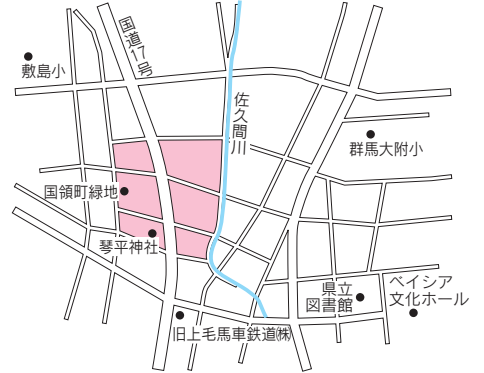 国道17号
敷島小
佐久間川
群馬大附小
国領町緑地
琴平神社
県立
図書館
ベイシア
文化ホール
旧上毛馬車鉄道㈱